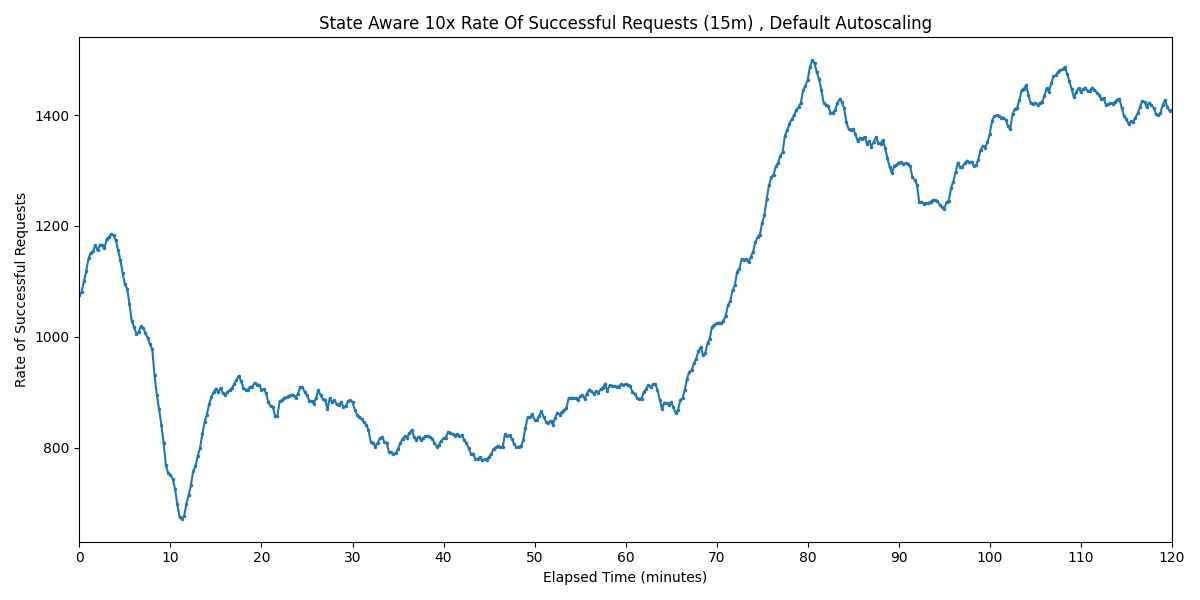 State Aware 10x Rate Of Successful Requests (15m) , Default Autoscaling
Rate of Successful Requests
1400
1200
1000
800
0 10 20 30 40 50 60 70 80 90 100 110 120
Elapsed Time (minutes)